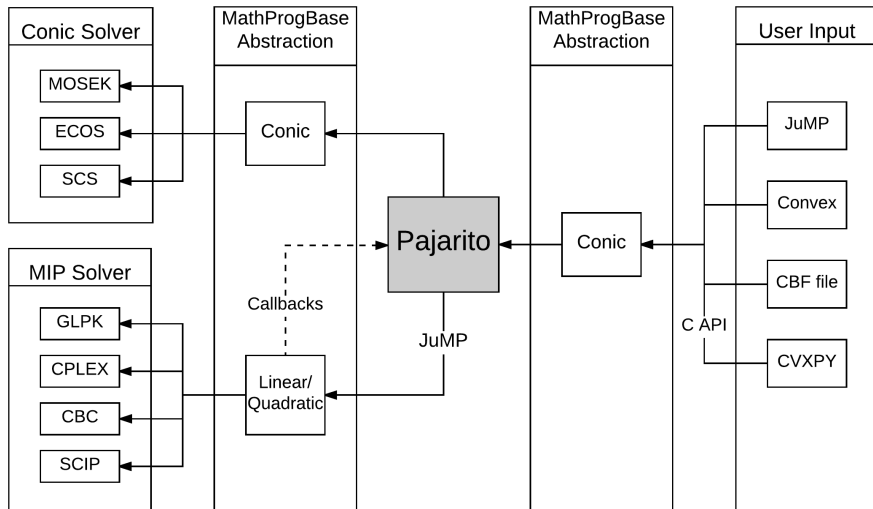 Conic Solver
MOSEK
ECOS
SCS
MIP Solver
GLPK
CPLEX
CBC
SCIP
MathProgBase
Abstraction
Conic
Callbacks
Linear/
Quadratic
Pajarito
JuMP
MathProgBase
Abstraction
Conic
C API
User Input
JuMP
Convex
CBF file
CVXPY